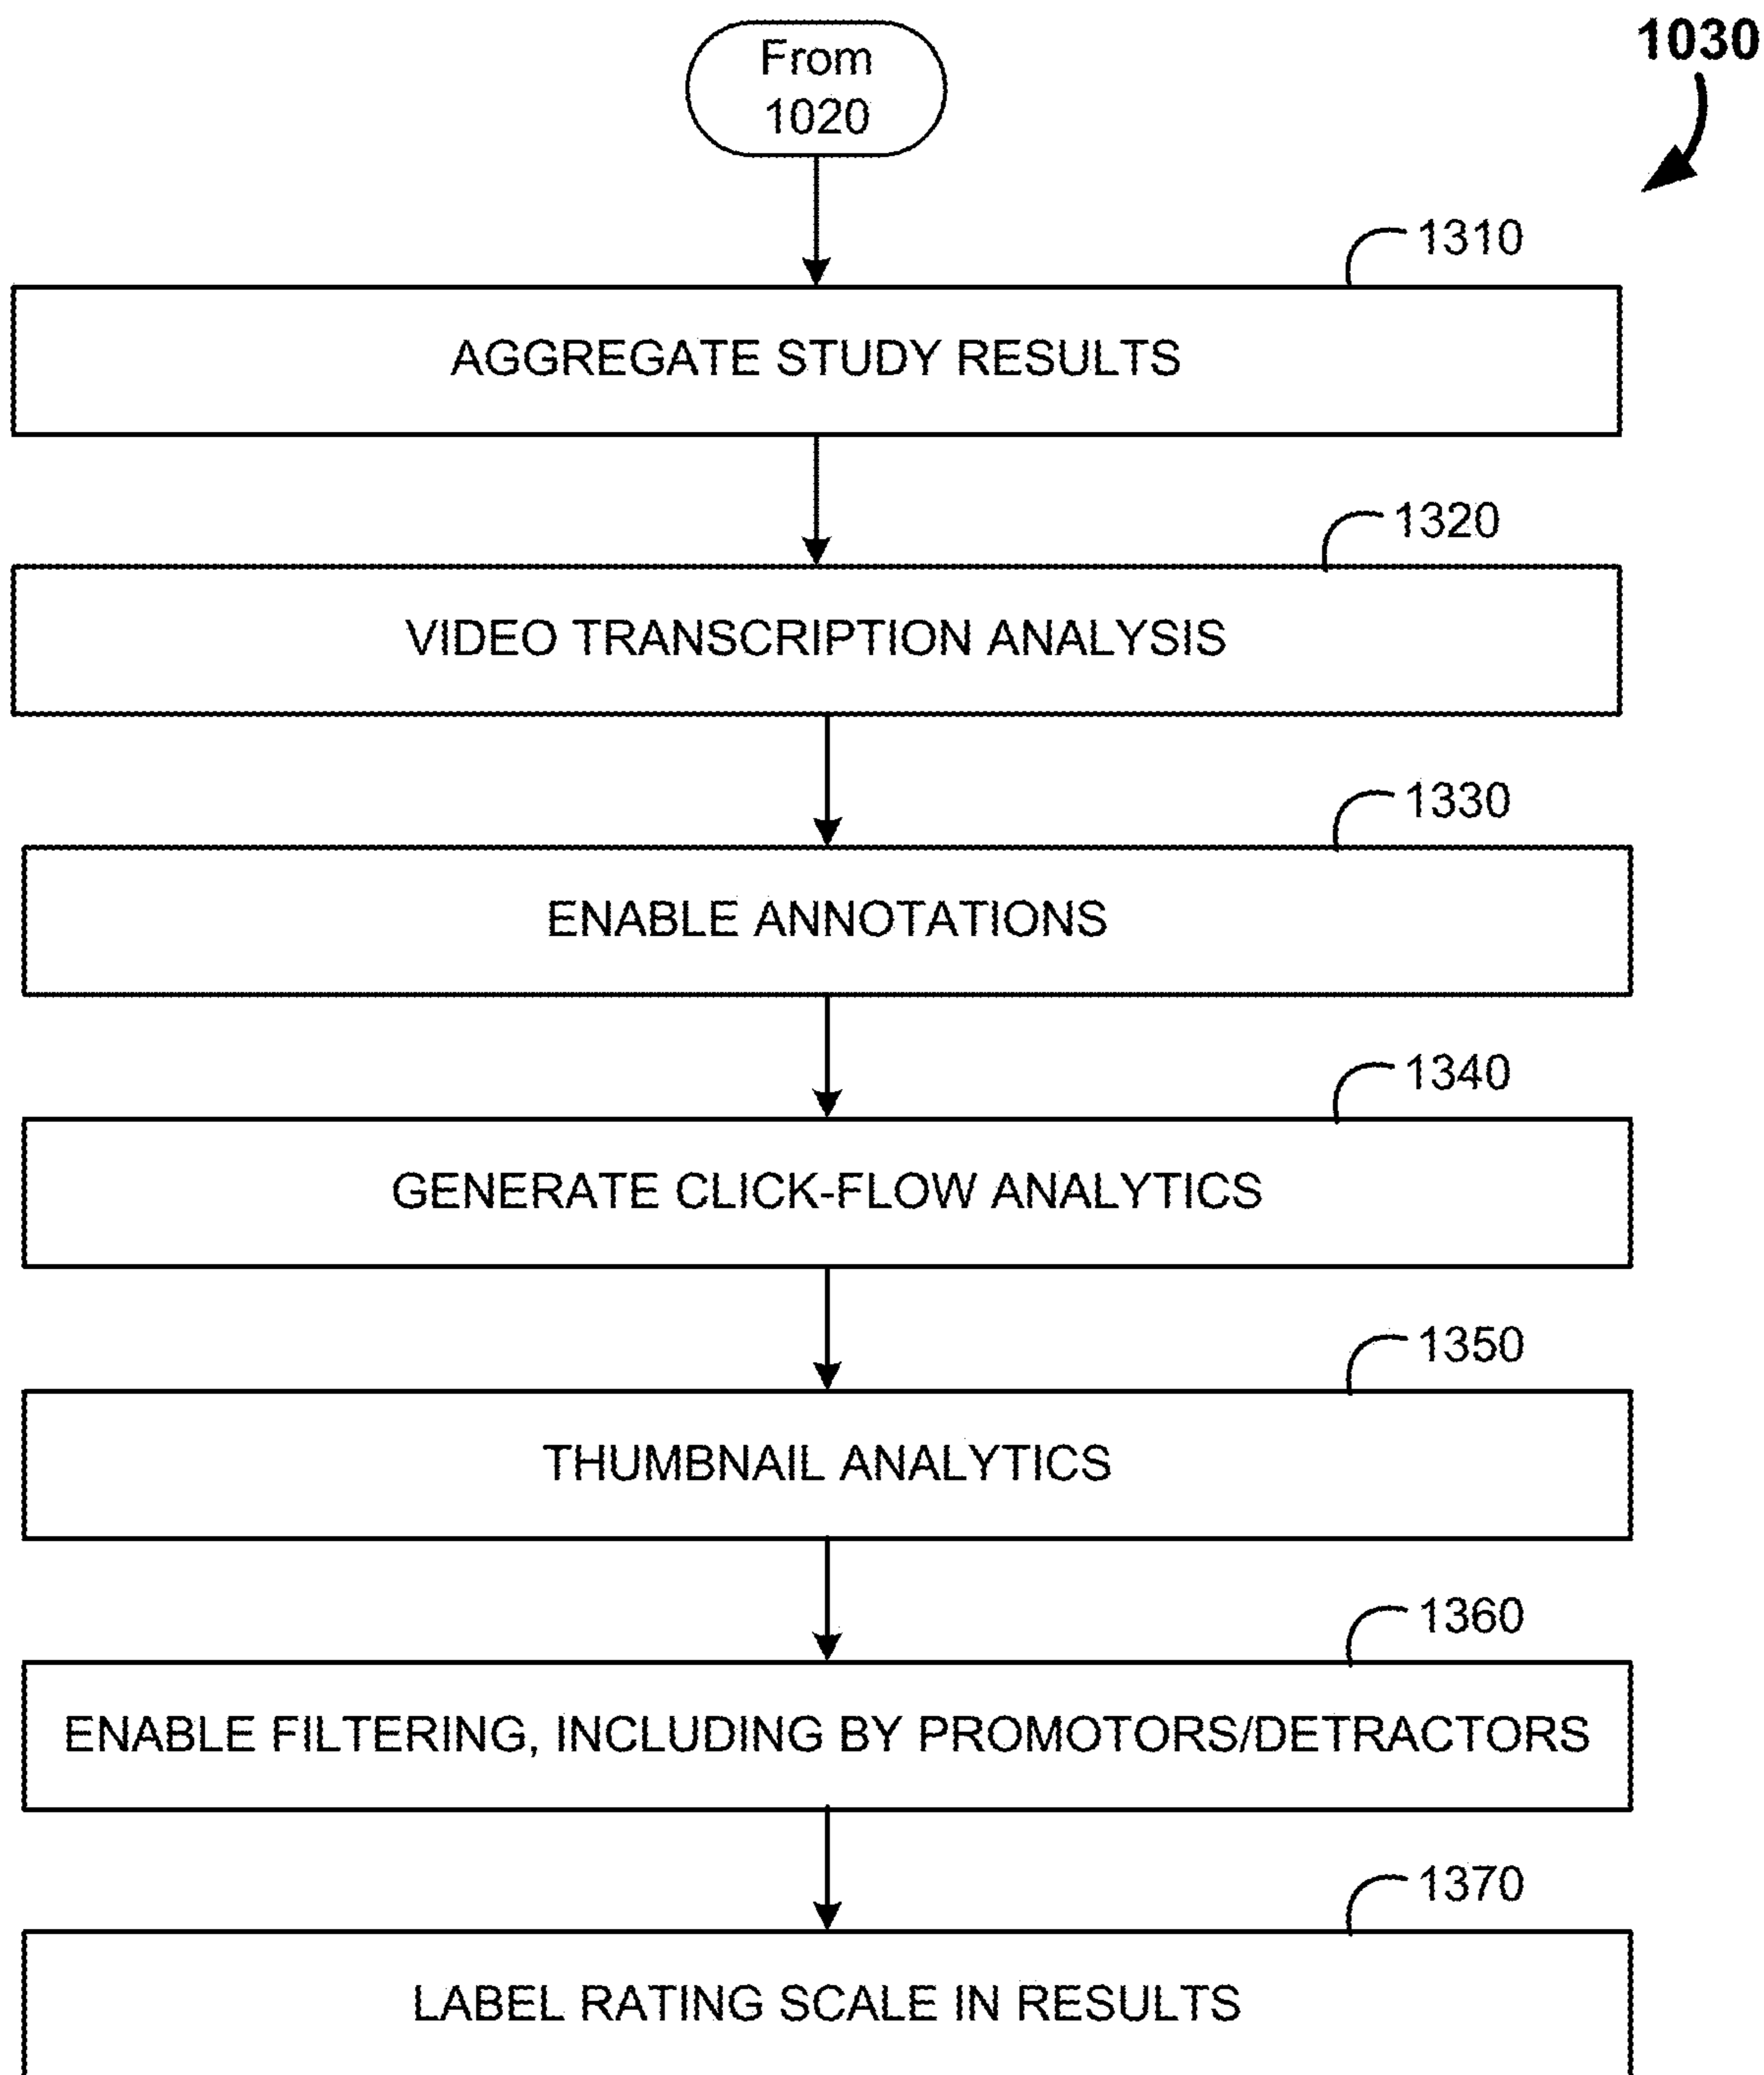 From
1020
1030
1310
AGGREGATE STUDY RESULTS
1320
VIDEO TRANSCRIPTION ANALYSIS
1330
ENABLE ANNOTATIONS
1340
GENERATE CLICK-FLOW ANALYTICS
1350
THUMBNAIL ANALYTICS
1360
ENABLE FILTERING, INCLUDING BY PROMOTORS/DETRACTORS
1370
LABEL RATING SCALE IN RESULTS